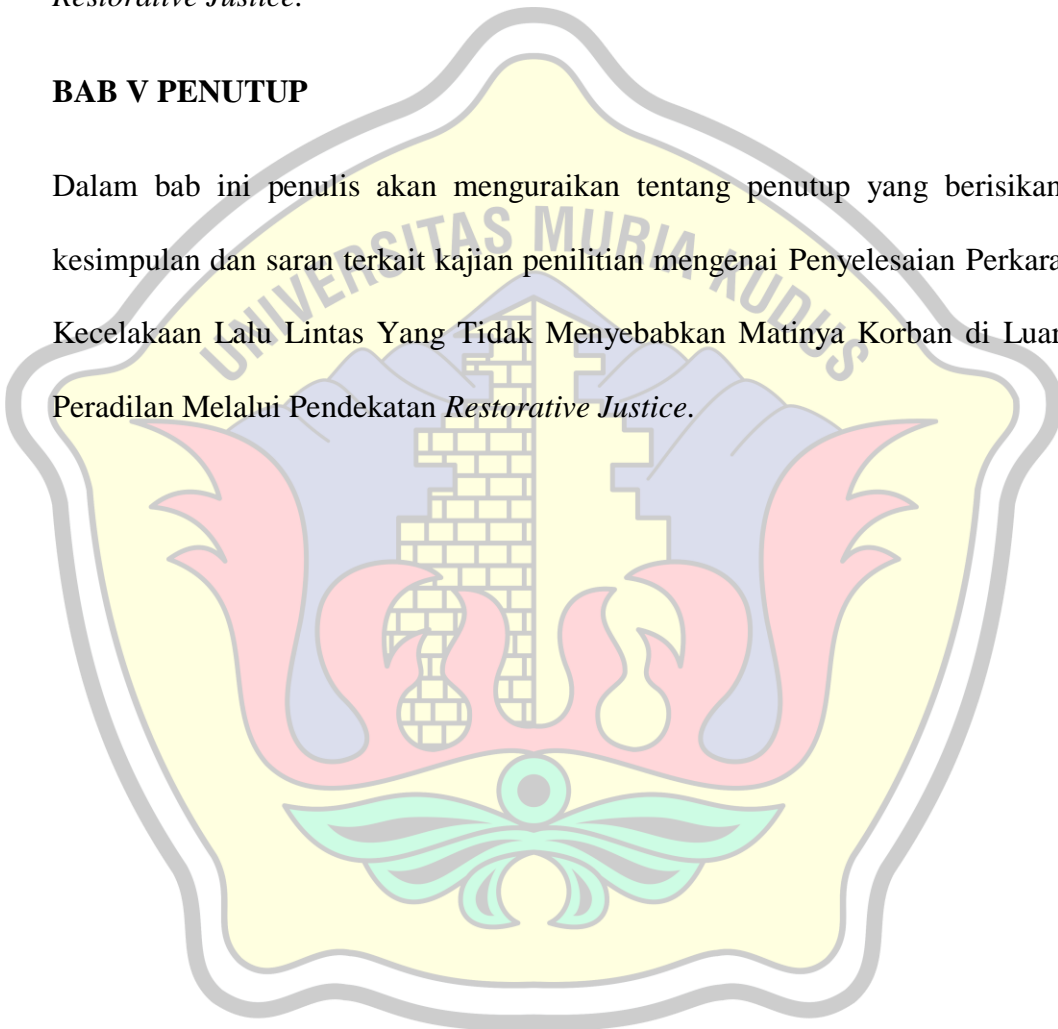 Restorative Justice.
BAB V PENUTUP
Dalam bab ini penulis akan menguraikan tentang penutup yang berisikan
UNIVERSITAS MURIA KUDUS
kesimpulan dan saran terkait kajian penilitian mengenai Penyelesaian Perkara
Kecelakaan Lalu Lintas Yang Tidak Menyebabkan Matinya Korban di Luar
Peradilan Melalui Pendekatan Restorative Justice.